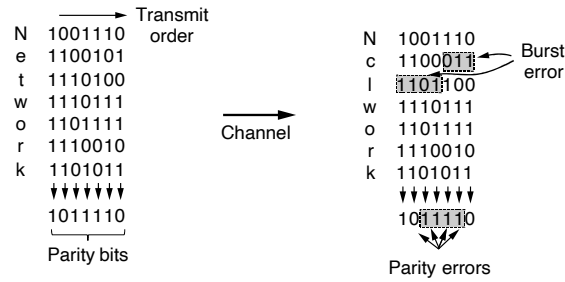 Transmit
order
N 1001110
e 1100101
t 1110100
w 1110111
o 1101111
r 1110010
k 1101011
1011110
Parity bits
Channel
N 1001110
c 1100011
l 1101100
w 1110111
o 1101111
r 1110010
k 1101011
1011110
Parity errors
Burst
error